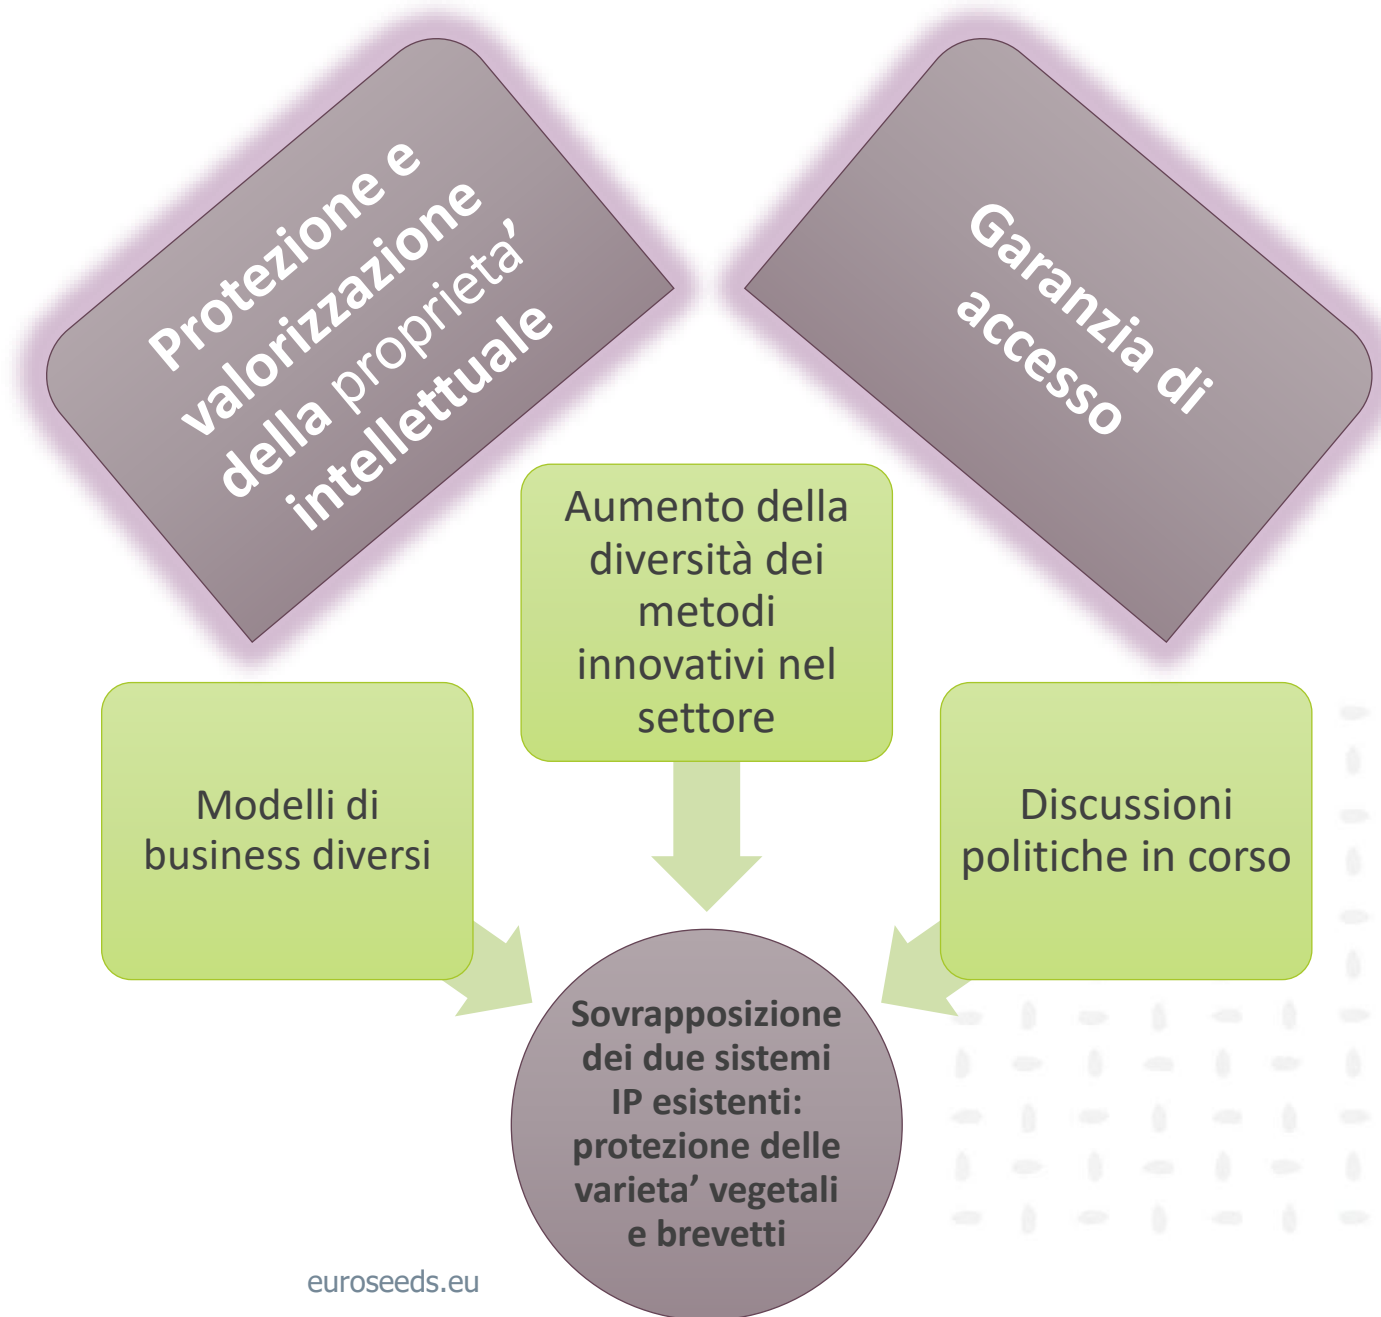 Protezione e
valorizzazione
della proprieta’
intellettuale
Garanzia di
accesso
Aumento della
diversità dei
metodi
innovativi nel
settore
Modelli di
business diversi
Discussioni
politiche in corso
Sovrapposizione
dei due sistemi
IP esistenti:
protezione delle
varieta’ vegetali
e brevetti
euroseeds.eu